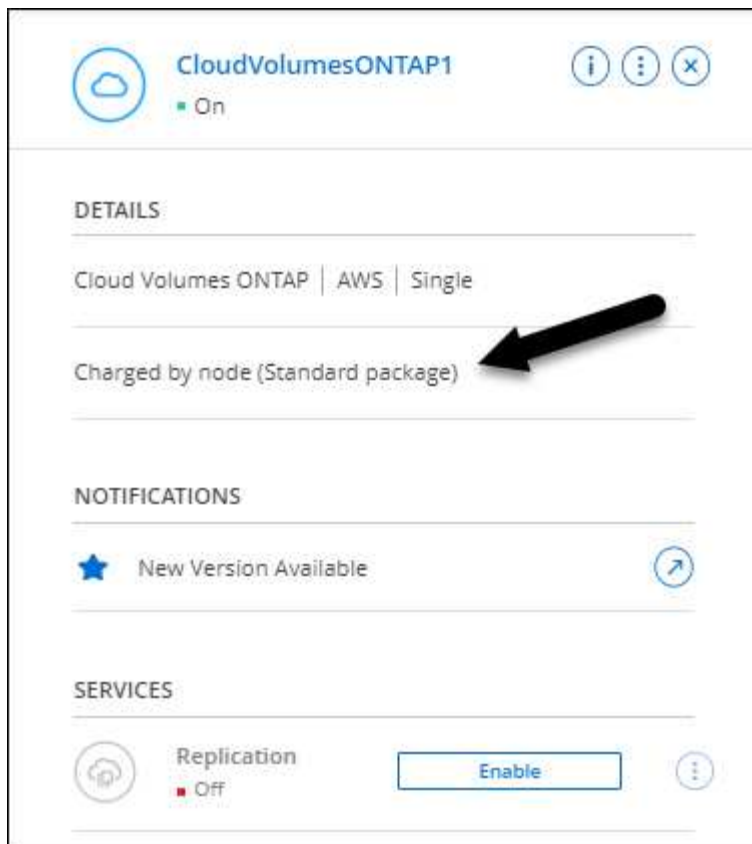 CloudVolumesONTAP1
On
DETAILS
Cloud Volumes ONTAP | AWS | Single
Charged by node (Standard package)
NOTIFICATIONS
New Version Available
SERVICES
Replication
Enable
Off